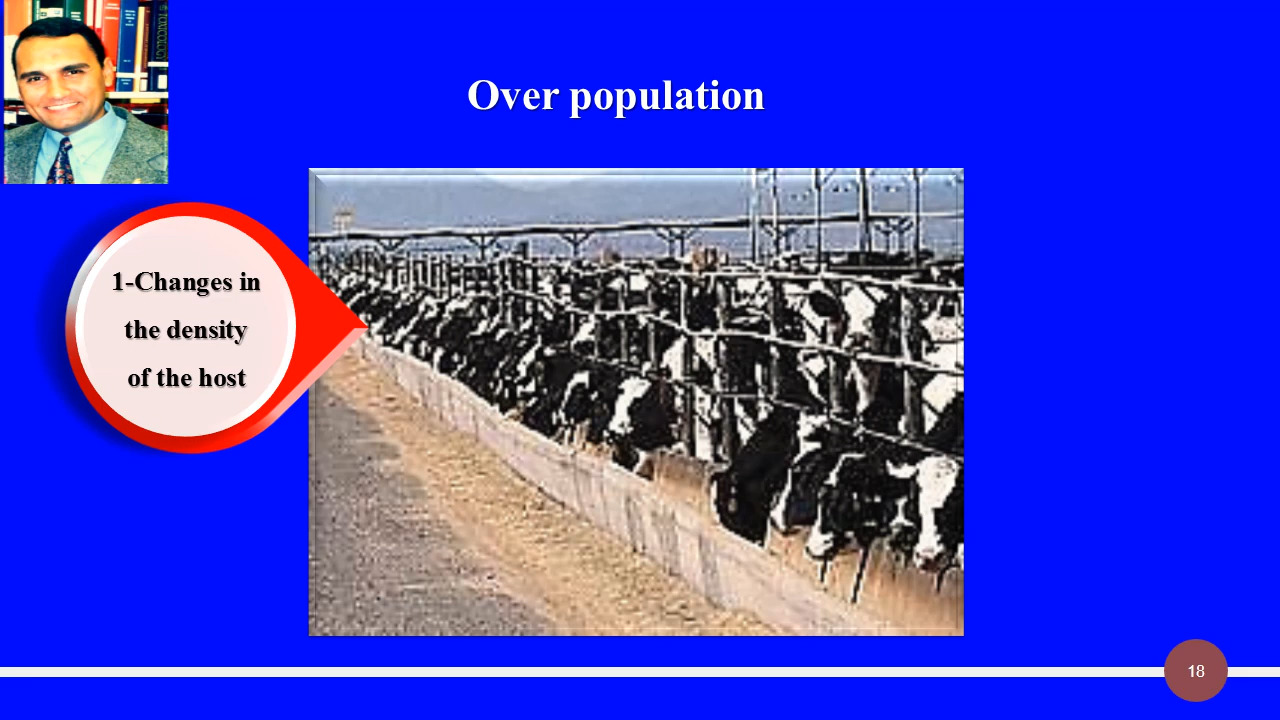 Over population
1-Changes in
the density
of the host
18